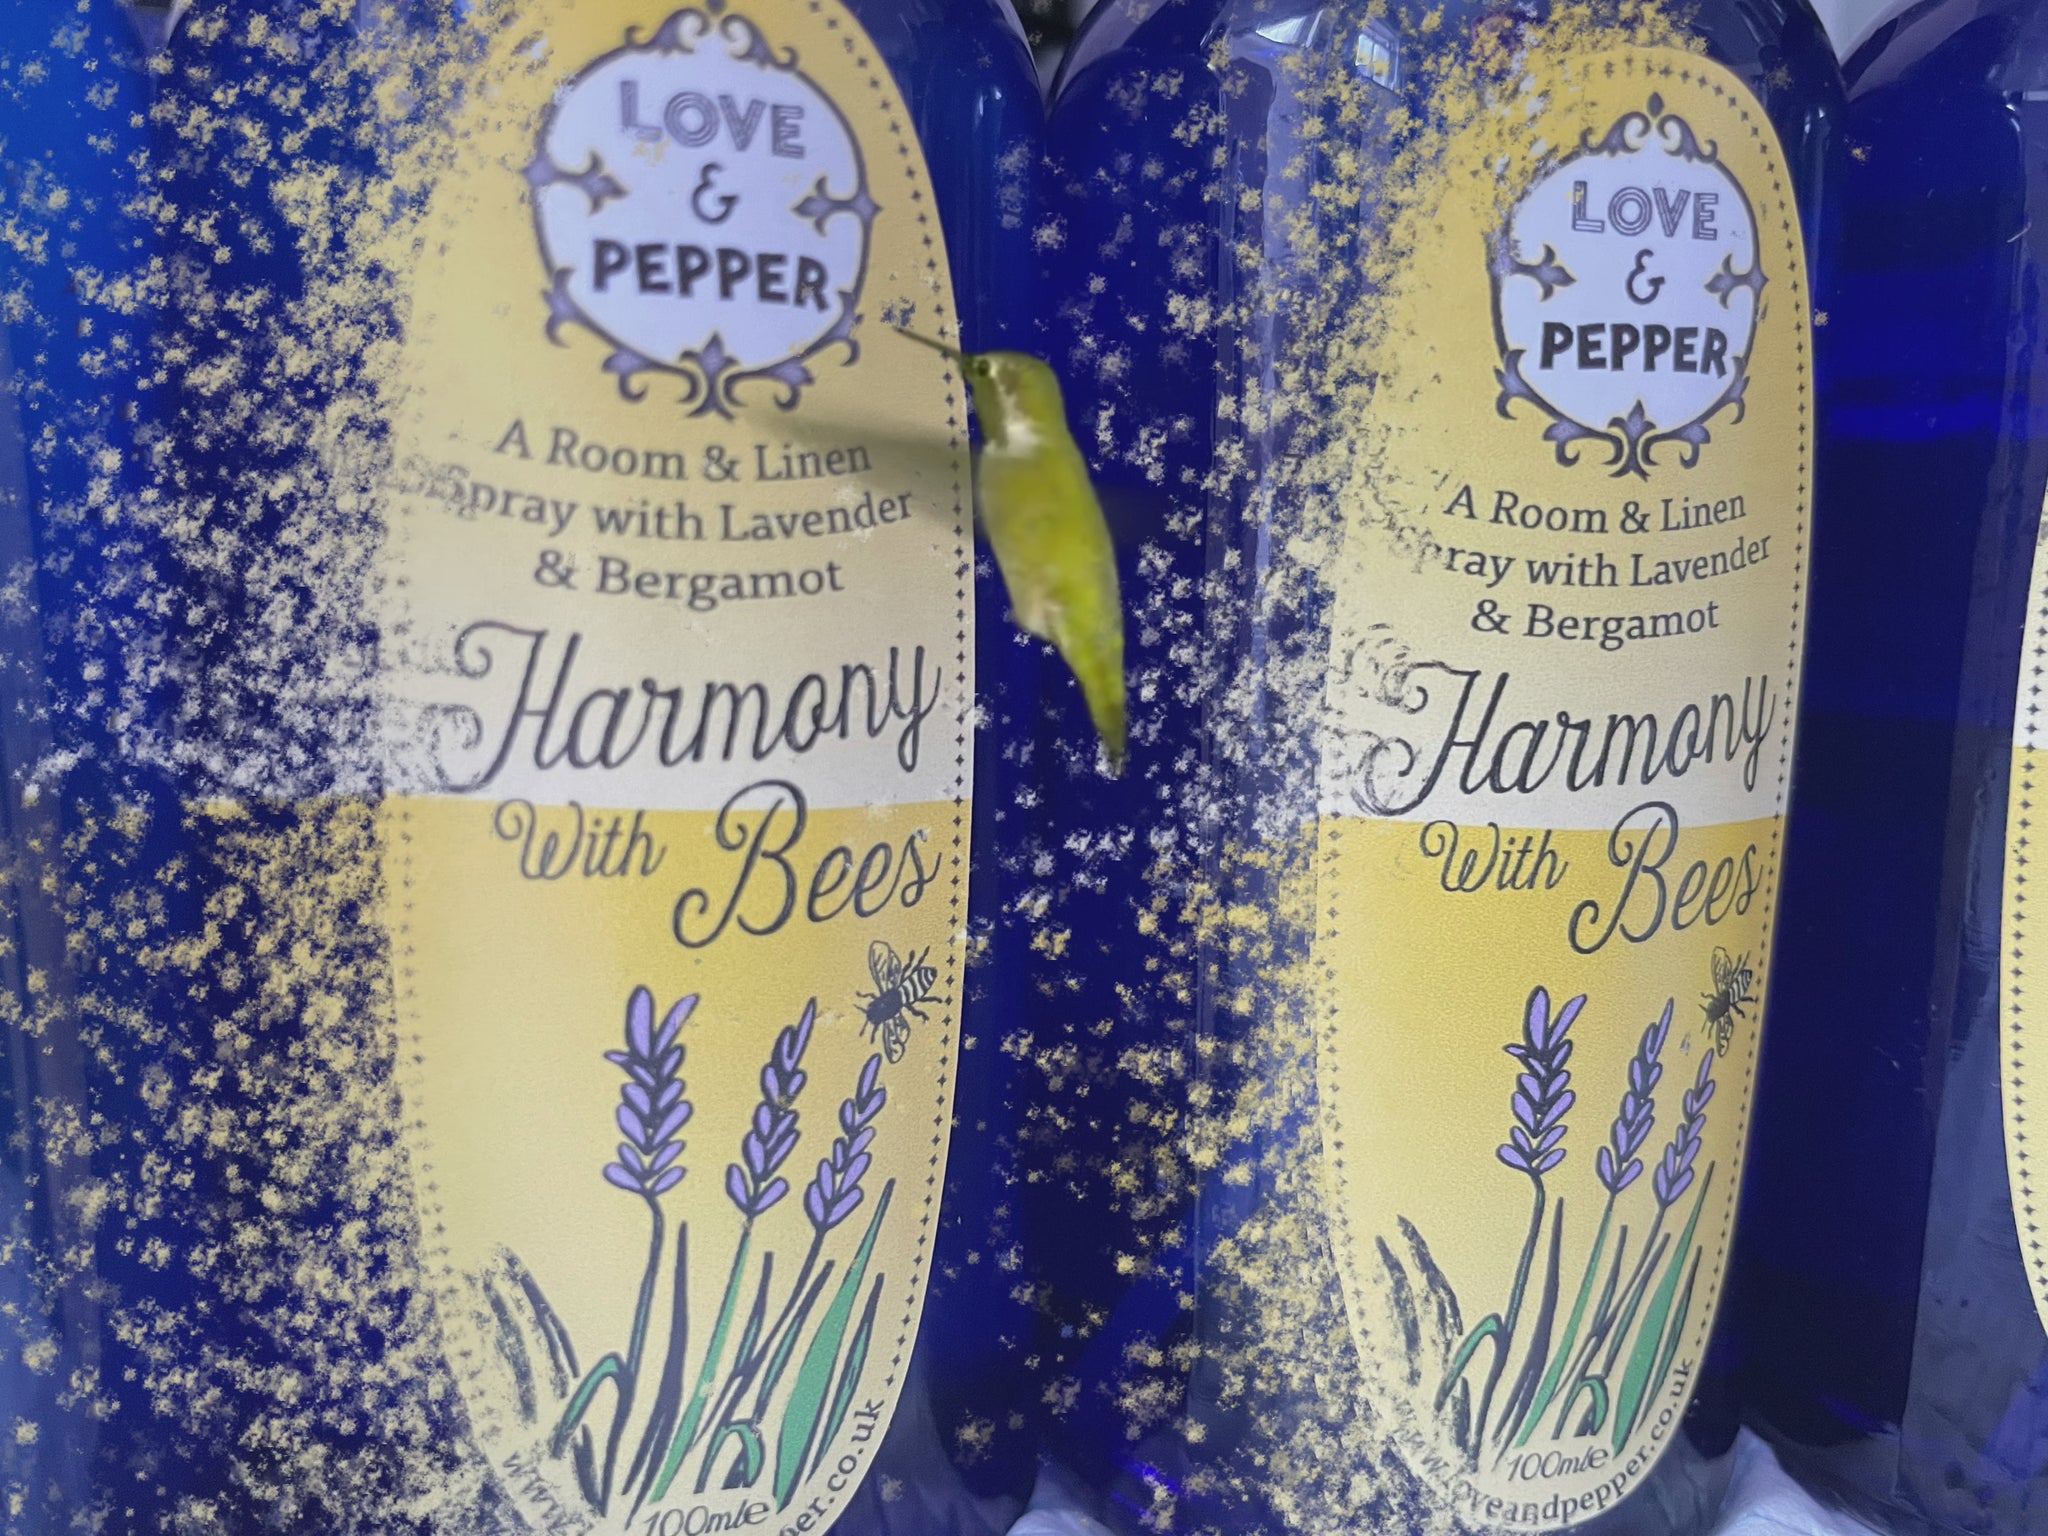 LOVE
&
PEPPER
A Room & Linen
Spray with Lavender
& Bergamot
Harmony
With Bees
100mle
LOVE
&
PEPPER
A Room & Linen
Spray with Lavender
& Bergamot
Harmony
With Bees
100mle
www.loveandpepper.co.uk